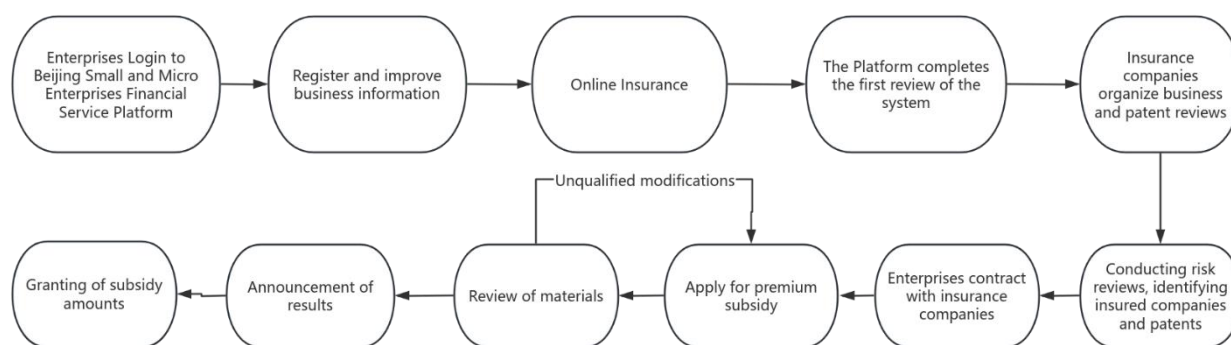 Enterprises Login to
Beijing Small and Micro
Enterprises Financial
Service Platform
Register and improve
business information
Online Insurance
The Platform completes
the first review of the
system
Insurance
companies
organize business
and patent reviews
Unqualified modifications
Granting of subsidy
amounts
Announcement of
results
Review of materials
Apply for premium
subsidy
Enterprises contract
with insurance
companies
Conducting risk
reviews, identifying
insured companies
and patents